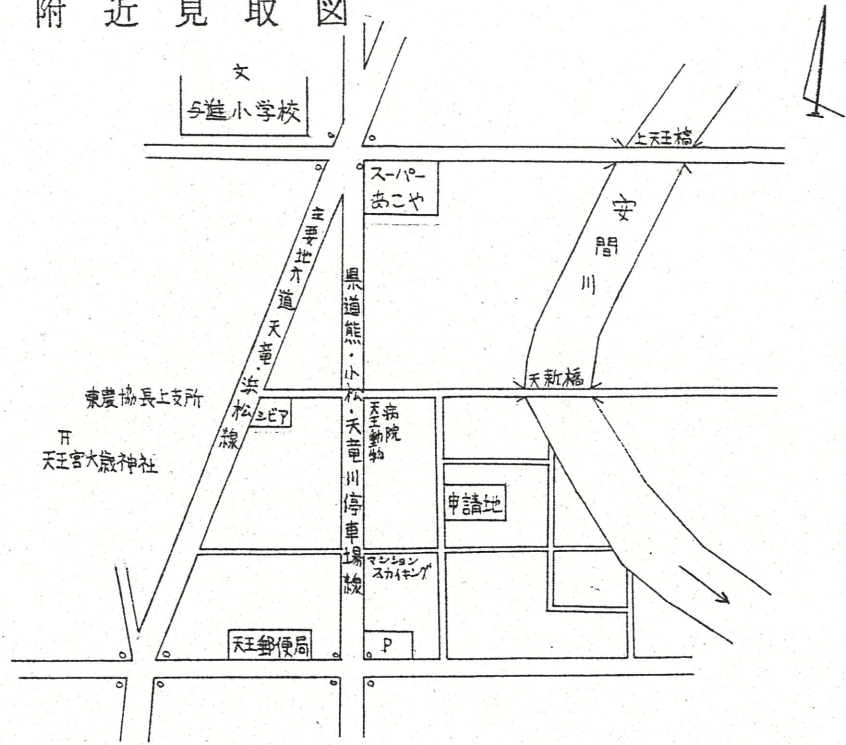 附近見取図
文
与進小学校
上天王橋
スーパー
あこや
安間川
主要地方道天竜・浜松線
県道熊・小松・天竜川停車場線
天新橋
東農協長上支所
シビア
天王動物
病院
天王宮大歳神社
申請地
マンション
スカイキング
天王郵便局
P